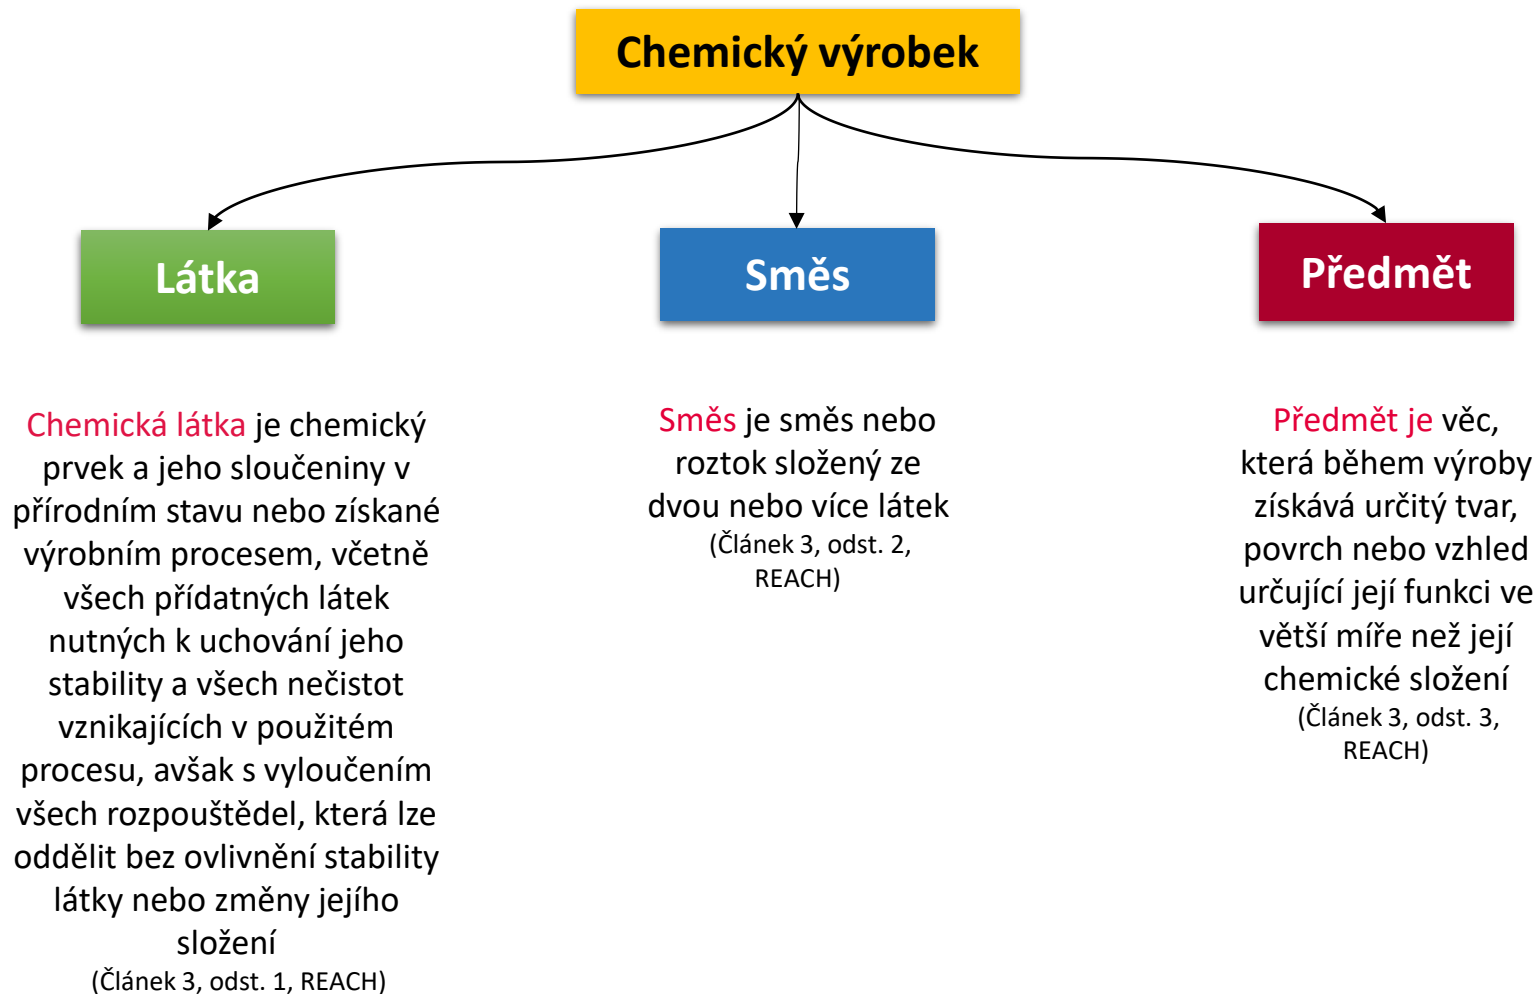 Chemický výrobek
Látka
Směs
Předmět
Chemická látka je chemický
prvek a jeho sloučeniny v
přírodním stavu nebo získané
výrobním procesem, včetně
všech přídatných látek
nutných k uchování jeho
stability a všech nečistot
vznikajících v použitém
procesu, avšak s vyloučením
všech rozpouštědel, která lze
oddělit bez ovlivnění stability
látky nebo změny jejího
složení
(Článek 3, odst. 1, REACH)
Směs je směs nebo
roztok složený ze
dvou nebo více látek
(Článek 3, odst. 2,
REACH)
Předmět je věc,
která během výroby
získává určitý tvar,
povrch nebo vzhled
určující její funkci ve
větší míře než její
chemické složení
(Článek 3, odst. 3,
REACH)